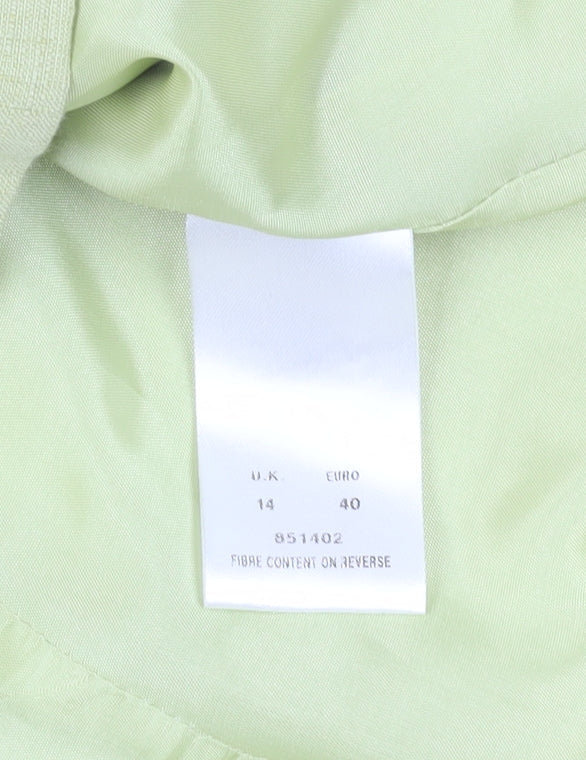 U.K. EURO
14 40
851402
FIBRE CONTENT ON REVERSE